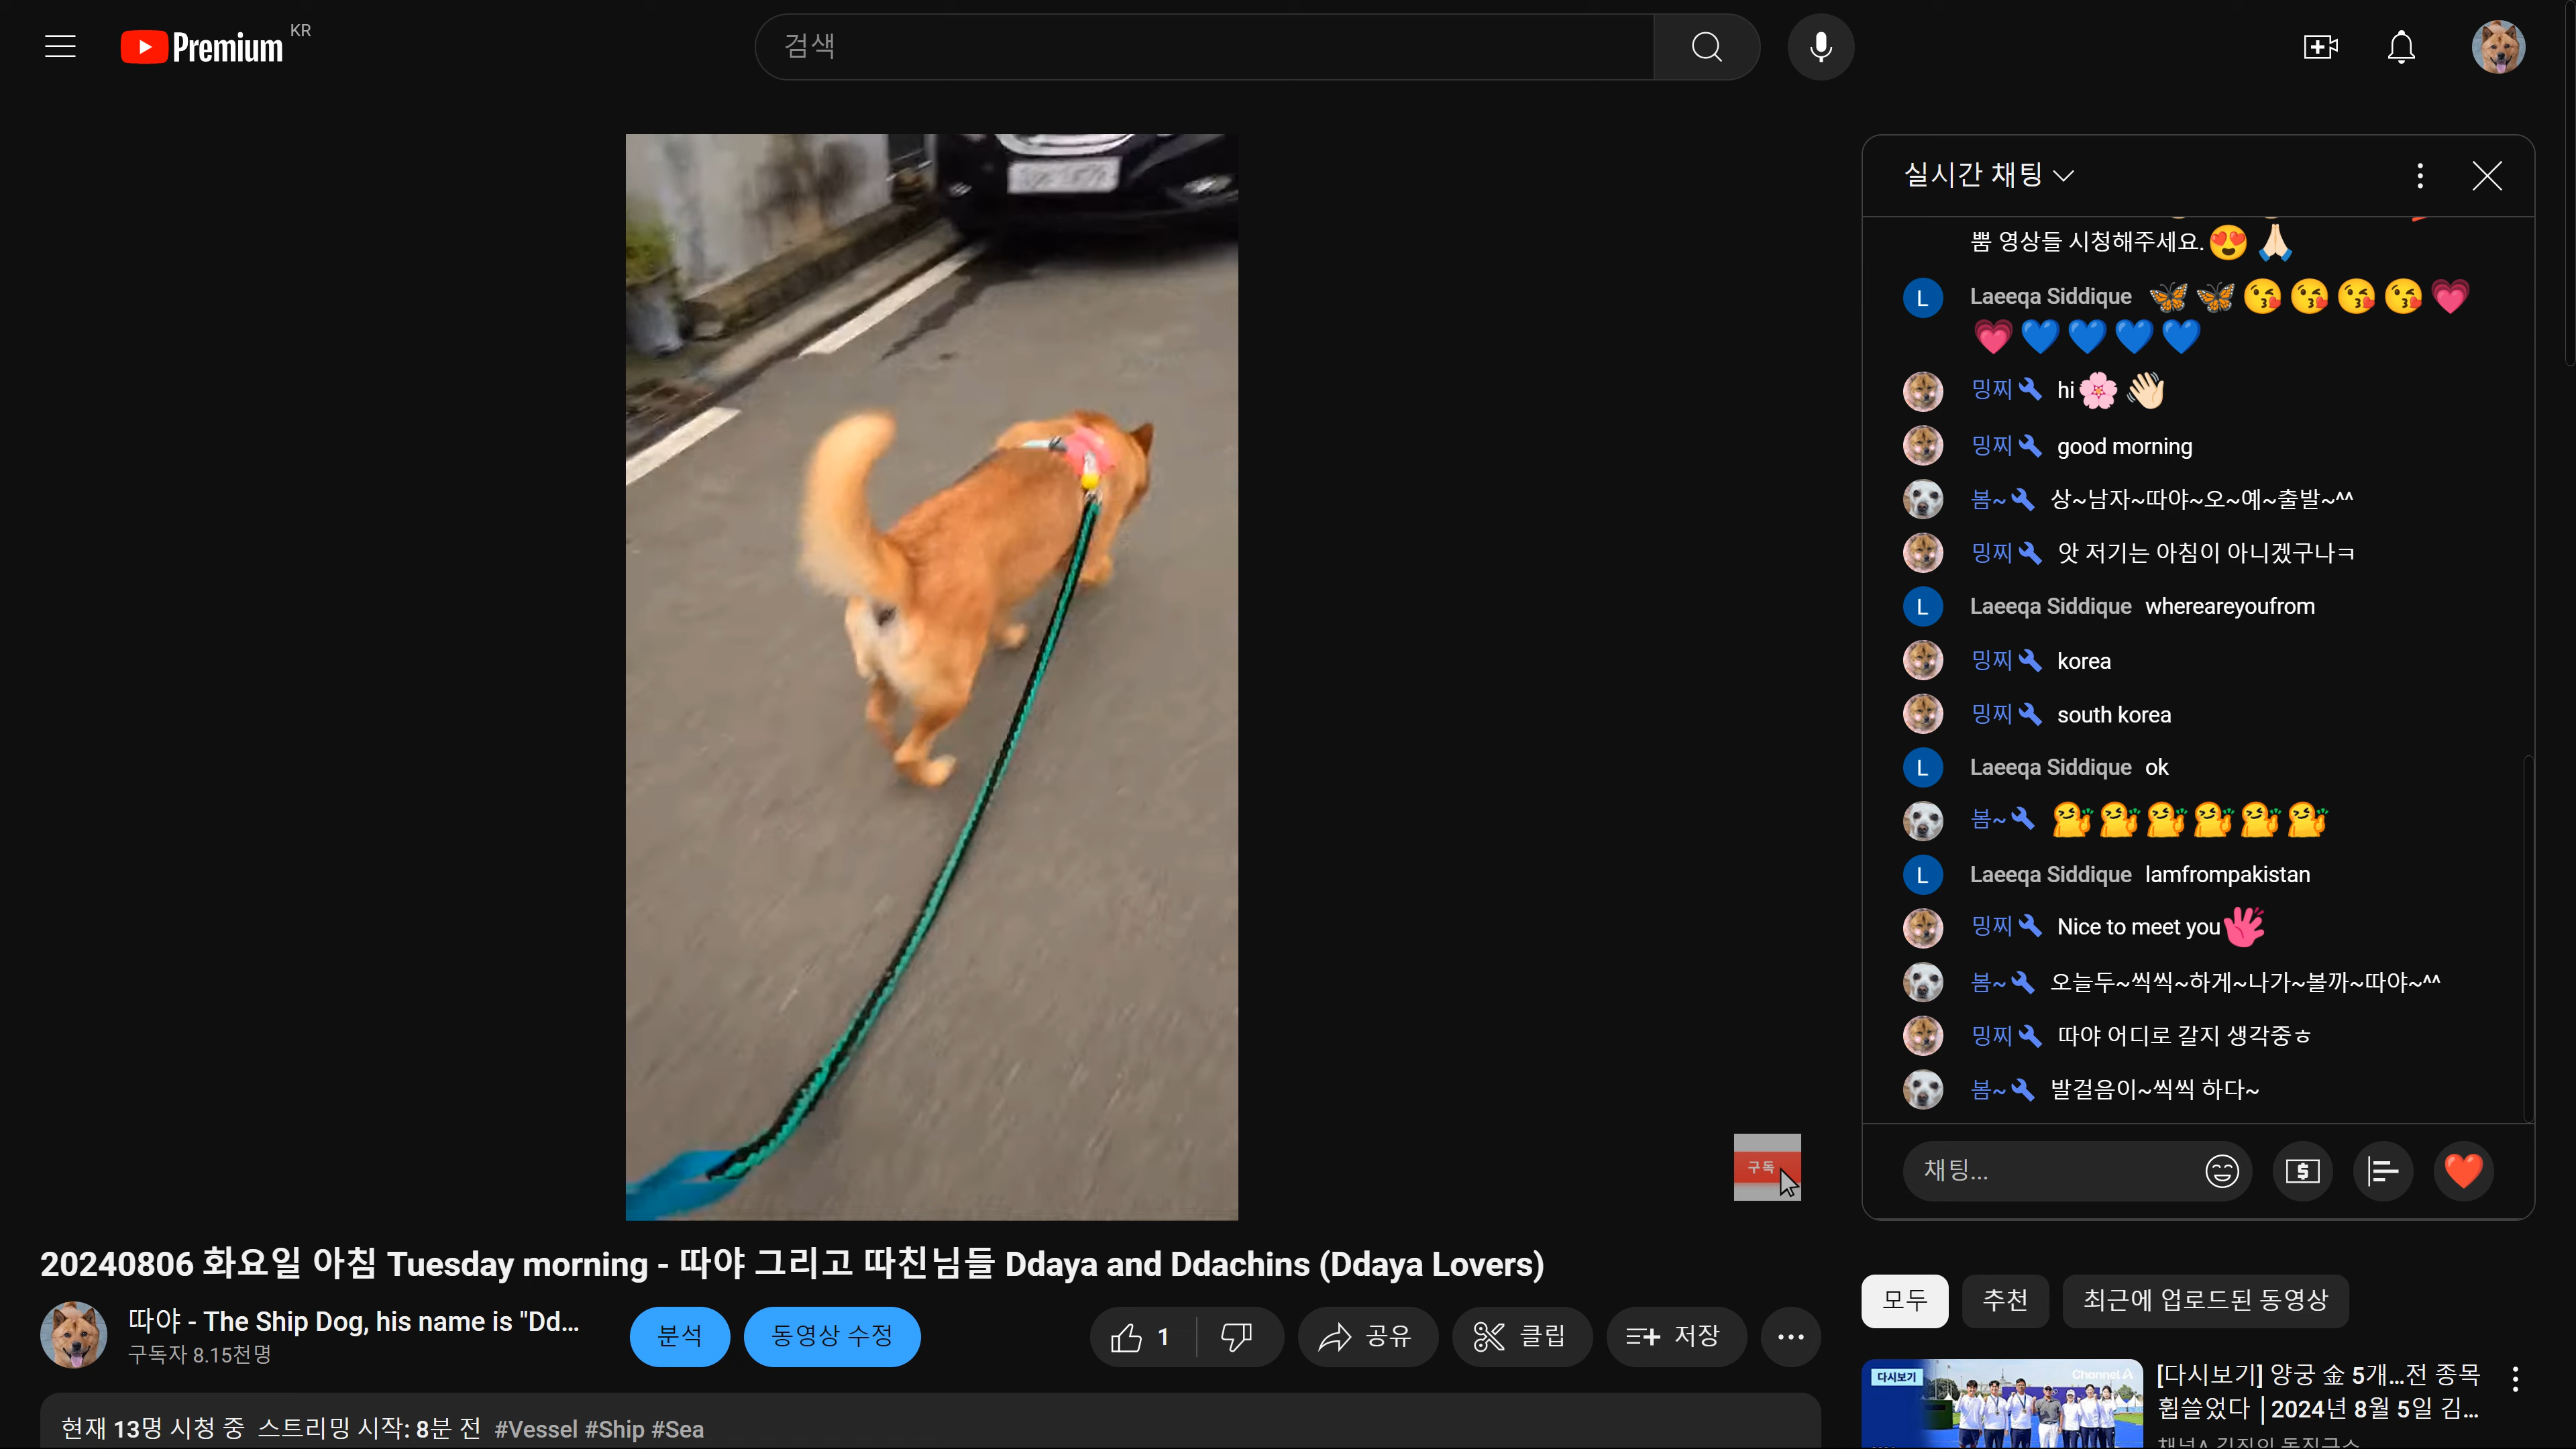 Premium KR
검색
실시간 채팅
뿜 영상들 시청해주세요.😍🙏🏻
L Laeeqa Siddique 🦋🦋😘😘😘😘💗
💗💙💙💙💙
밍찌 hi🌸👋🏻
밍찌 good morning
봄~ 상~남자~따야~오~예~출발~^^
밍찌 앗 저기는 아침이 아니겠구나ㅋ
L Laeeqa Siddique whereareyoufrom
밍찌 korea
밍찌 south korea
L Laeeqa Siddique ok
봄~
L Laeeqa Siddique Iamfrompakistan
밍찌 Nice to meet you
봄~ 오늘두~씩씩~하게~나가~볼까~따야~^^
밍찌 따야 어디로 갈지 생각중ㅎ
봄~ 발걸음이~씩씩 하다~
채팅...
구독
20240806 화요일 아침 Tuesday morning - 따야 그리고 따친님들 Ddaya and Ddachins (Ddaya Lovers)
따야 - The Ship Dog, his name is "Dd...
구독자 8.15천명
분석
동영상 수정
1
공유
클립
저장
현재 13명 시청 중 스트리밍 시작: 8분 전 #Vessel #Ship #Sea
모두
추천
최근에 업로드된 동영상
다시보기
Channel A
[다시보기] 양궁 金 5개...전 종목
휩쓸었다 | 2024년 8월 5일 김...